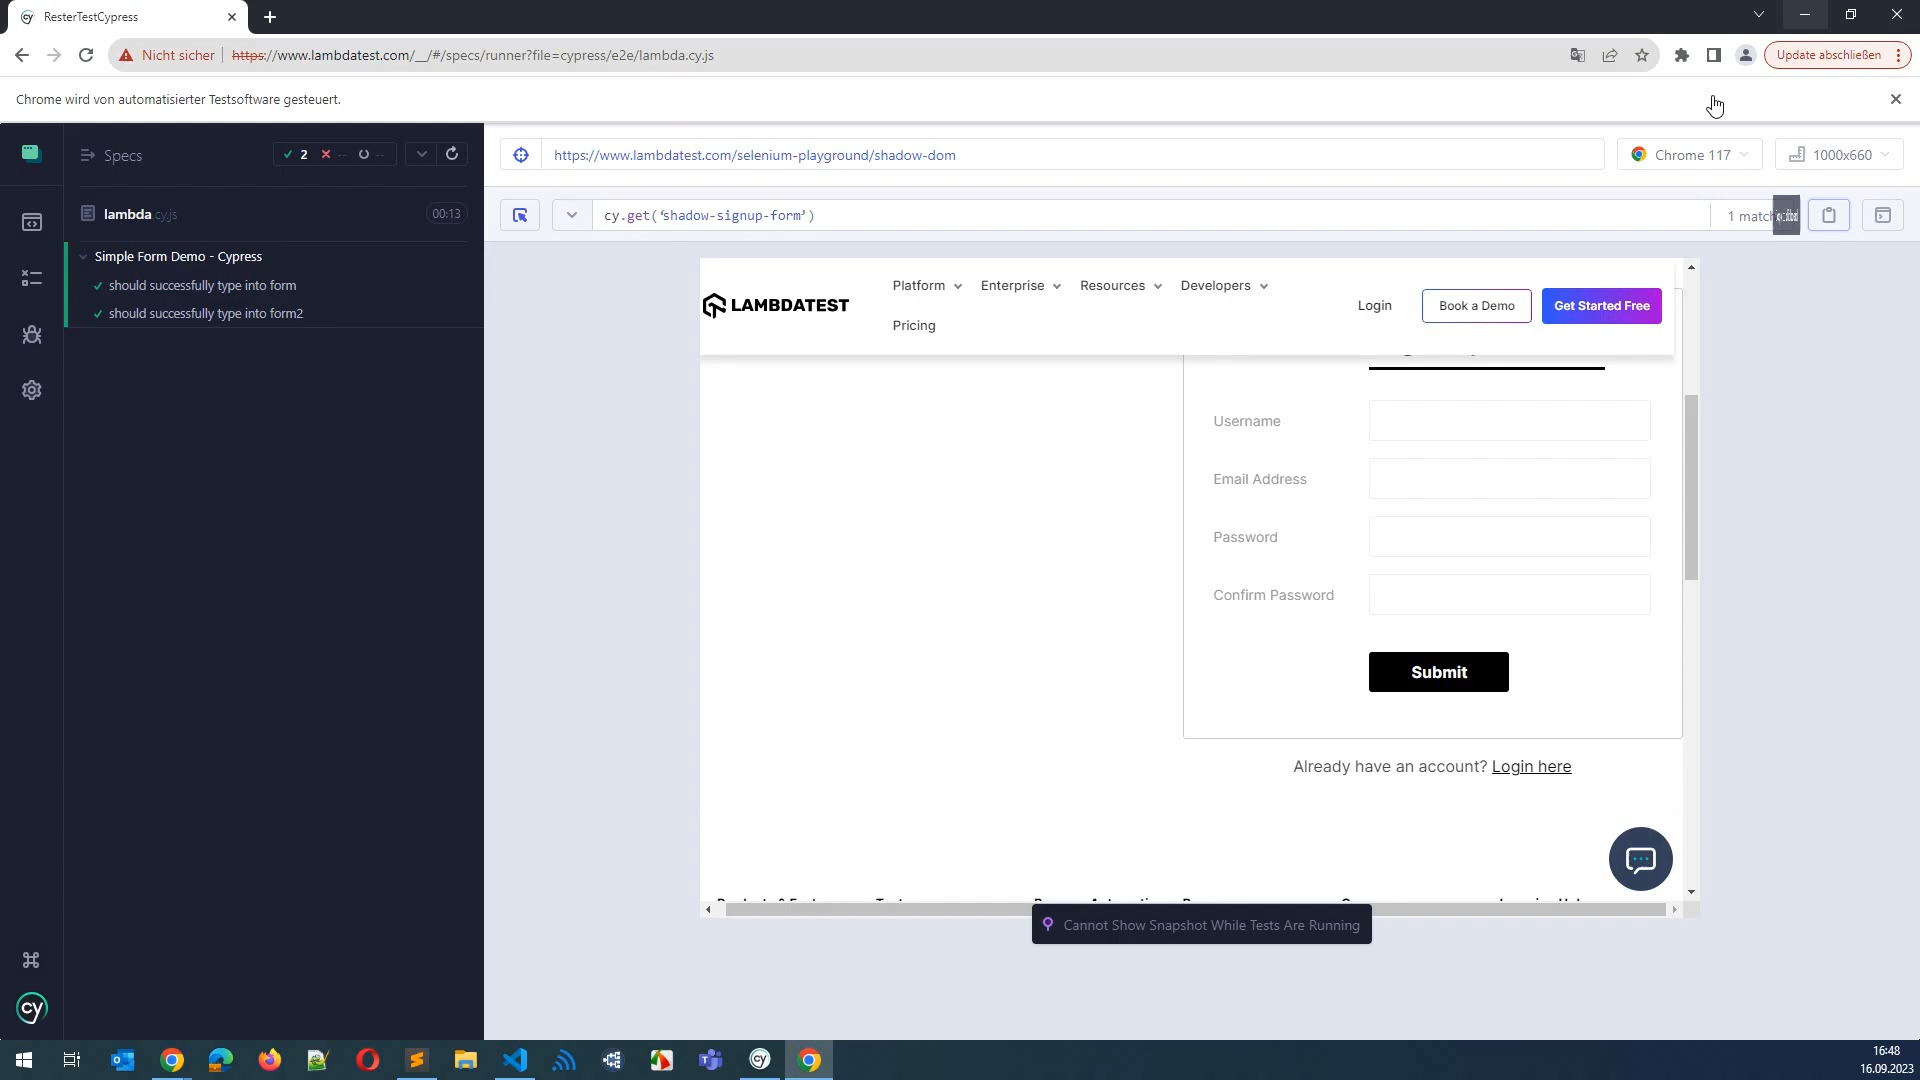 ResterTestCypress
Nicht sicher
https://www.lambdatest.com/__/#/specs/runner?file=cypress/e2e/lambda.cy.js
Update abschließen
Chrome wird von automatisierter Testsoftware gesteuert.
Specs
2
--
--
https://www.lambdatest.com/selenium-playground/shadow-dom
Chrome 117
1000x660
lambda cy.js
00:13
cy.get('shadow-signup-form')
1 match
Simple Form Demo - Cypress
should successfully type into form
should successfully type into form2
LAMBDATEST
Platform
Enterprise
Resources
Developers
Pricing
Login
Book a Demo
Get Started Free
Username
Email Address
Password
Confirm Password
Submit
Already have an account? Login here
Cannot Show Snapshot While Tests Are Running
cy
16:48
16.09.2023